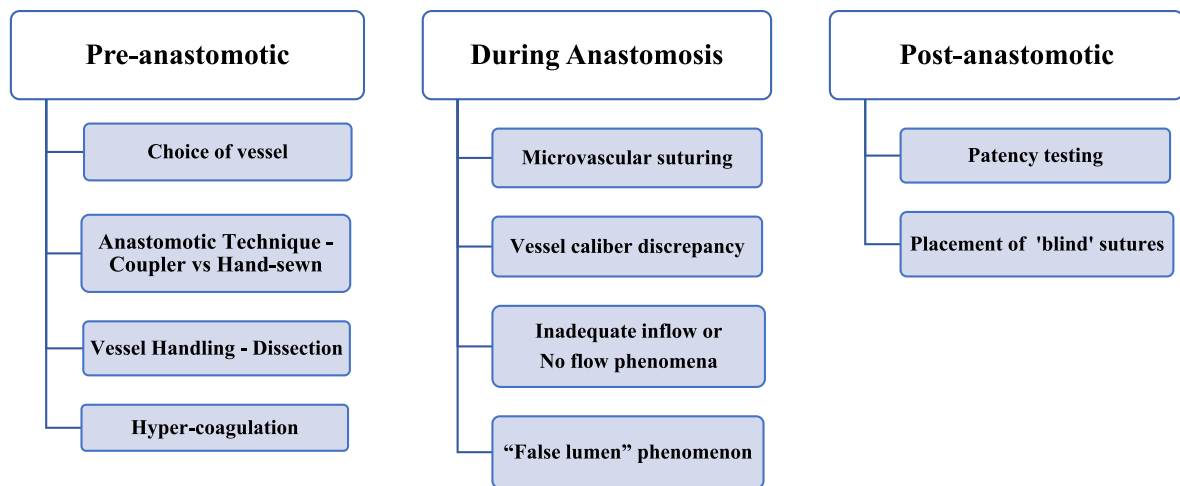 Pre-anastomotic
Choice of vessel
Anastomotic Technique -
Coupler vs Hand-sewn
Vessel Handling - Dissection
Hyper-coagulation
During Anastomosis
Microvascular suturing
Vessel caliber discrepancy
Inadequate inflow or
No flow phenomena
“False lumen” phenomenon
Post-anastomotic
Patency testing
Placement of 'blind' sutures